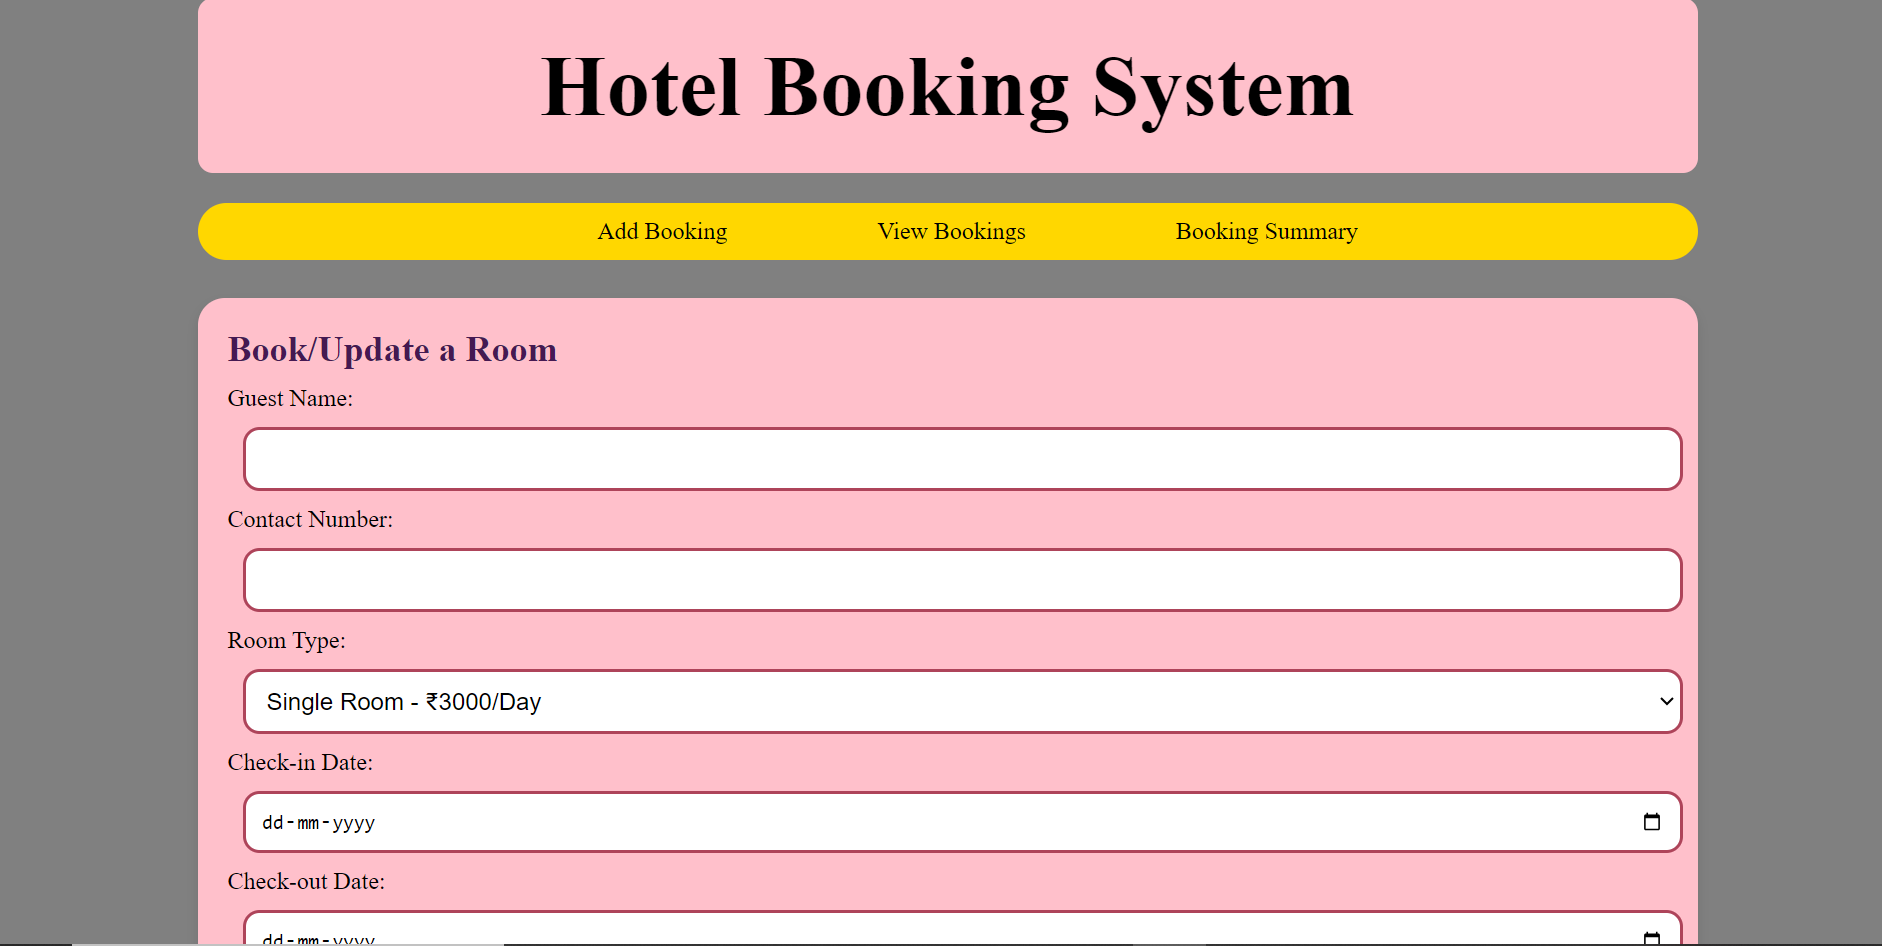 Hotel Booking System
Add Booking View Bookings Booking Summary
Book/Update a Room
Guest Name:
Contact Number:
Room Type:
Single Room - ₹3000/Day
Check-in Date:
dd-mm-yyyy
Check-out Date:
dd-mm-yyyy